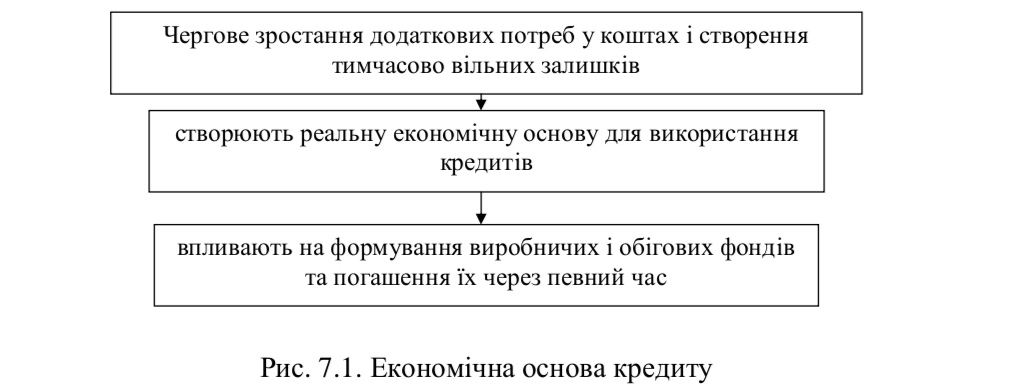 Чергове зростання додаткових потреб у коштах і створення
тимчасово вільних залишків
створюють реальну економічну основу для використання
кредитів
впливають на формування виробничих і обігових фондів
та погашення їх через певний час
Рис. 7.1. Економічна основа кредиту